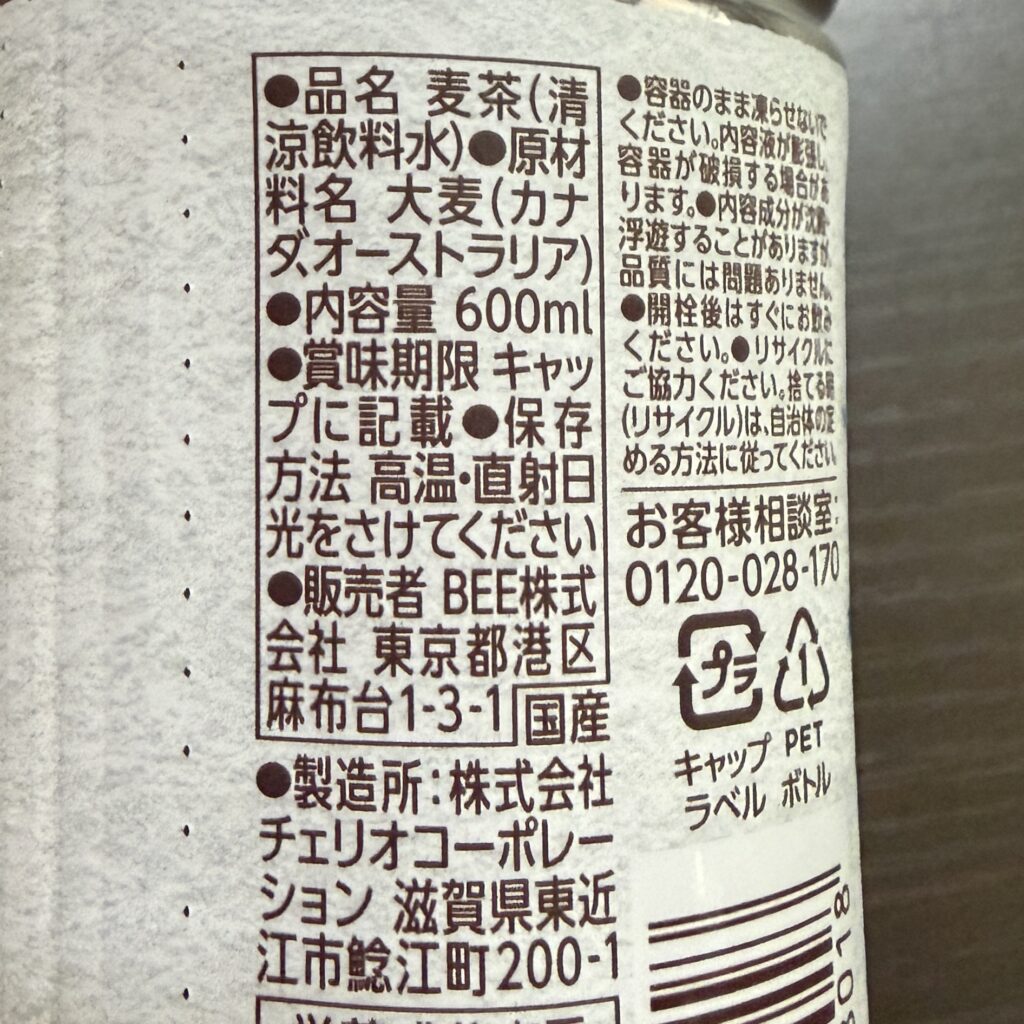 ●品名 麦茶(清
涼飲料水)●原材
料名 大麦(カナ
ダ、オーストラリア)
●内容量 600ml
●賞味期限 キャッ
プに記載 ●保存
方法 高温・直射日
光をさけてください
●販売者 BEE株式
会社 東京都港区
麻布台1-3-1
国産
●製造所:株式会社
チェリオコーポレー
ション 滋賀県東近
江市鯰江町200-1
●容器のまま凍らせないで
ください。内容液が膨張し、
容器が破損する場合があ
ります。●内容成分が沈殿・
浮遊することがありますが、
品質には問題ありません。
●開栓後はすぐにお飲み
ください。●リサイクルに
ご協力ください。捨てる際
(リサイクル)は、自治体の定
める方法に従ってください。
お客様相談室:
0120-028-170
プラ
キャップ
ラベル
1
PET
ボトル
8018